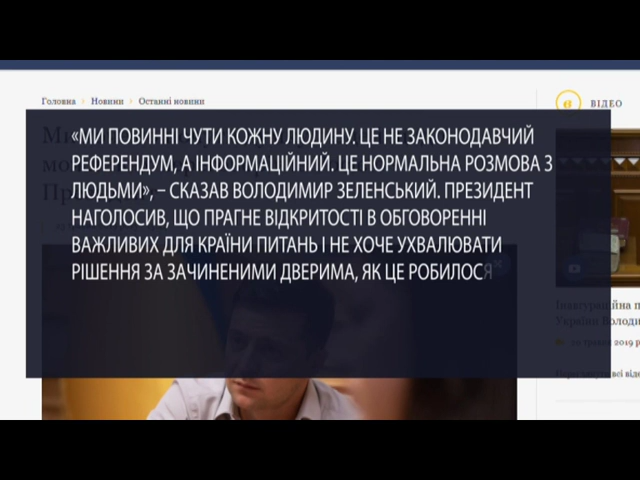 Головна
Новини
Останні новини
ВІДЕО
«МИ ПОВИННІ ЧУТИ КОЖНУ ЛЮДИНУ. ЦЕ НЕ ЗАКОНОДАВЧИЙ
РЕФЕРЕНДУМ, А ІНФОРМАЦІЙНИЙ. ЦЕ НОРМАЛЬНА РОЗМОВА З
ЛЮДЬМИ», – СКАЗАВ ВОЛОДИМИР ЗЕЛЕНСЬКИЙ. ПРЕЗИДЕНТ
НАГОЛОСИВ, ЩО ПРАГНЕ ВІДКРИТОСТІ В ОБГОВОРЕННІ
ВАЖЛИВИХ ДЛЯ КРАЇНИ ПИТАНЬ І НЕ ХОЧЕ УХВАЛЮВАТИ
РІШЕННЯ ЗА ЗАЧИНЕНИМИ ДВЕРИМА, ЯК ЦЕ РОБИЛОСЯ
України
2019